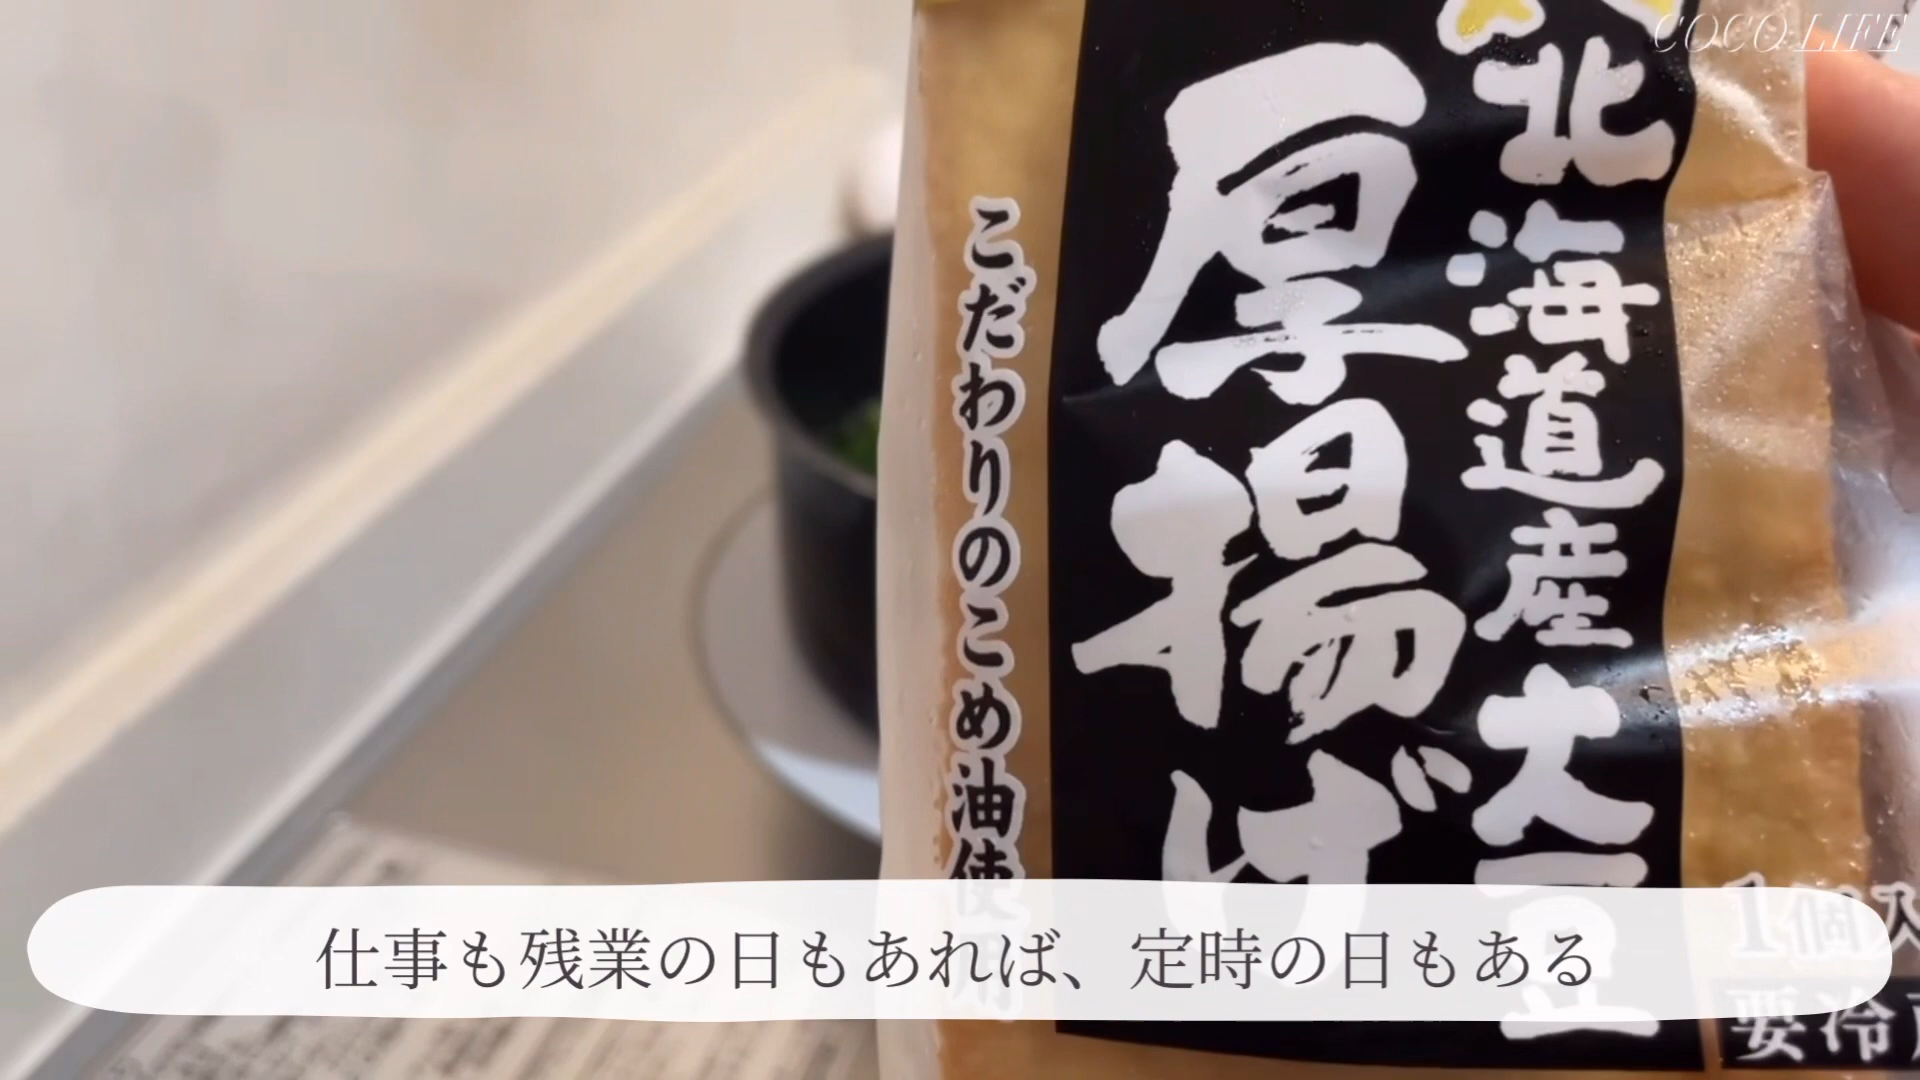 COCO LIFE
北海道産大豆
厚揚げ
こだわりのこめ油使用
1個入
要冷
仕事も残業の日もあれば、定時の日もある